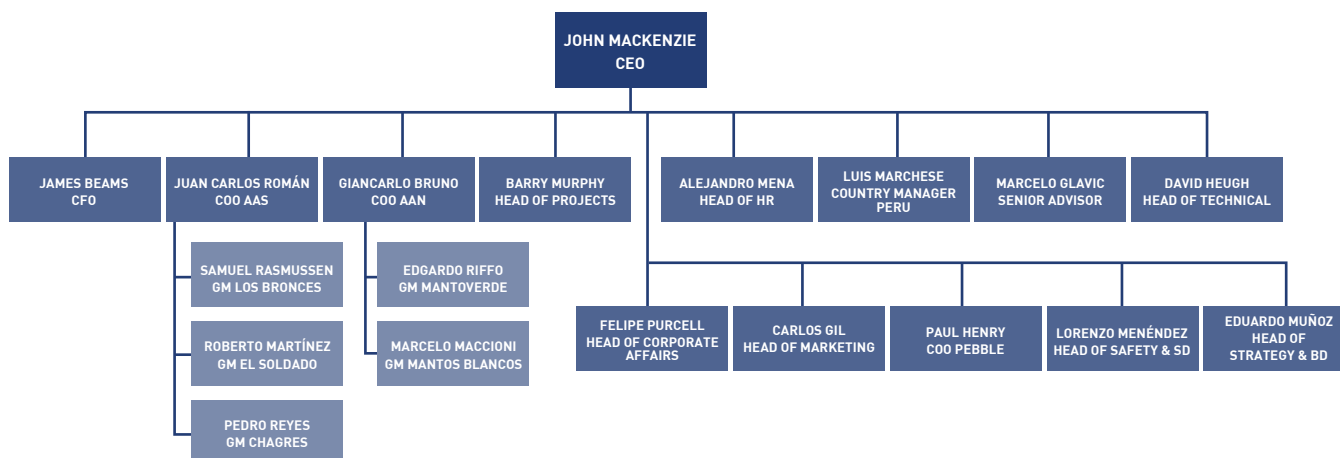 JOHN MACKENZIE
CEO
JAMES BEAMS
CFO
JUAN CARLOS ROMÁN
COO AAS
GIANCARLO BRUNO
COO AAN
BARRY MURPHY
HEAD OF PROJECTS
ALEJANDRO MENA
HEAD OF HR
LUIS MARCHESE
COUNTRY MANAGER
PERU
MARCELO GLAVIC
SENIOR ADVISOR
DAVID HEUGH
HEAD OF TECHNICAL
SAMUEL RASMUSSEN
GM LOS BRONCES
EDGARDO RIFFO
GM MANTOVERDE
FELIPE PURCELL
HEAD OF CORPORATE
AFFAIRS
CARLOS GIL
HEAD OF MARKETING
PAUL HENRY
COO PEBBLE
LORENZO MENÉNDEZ
HEAD OF SAFETY & SD
EDUARDO MUÑOZ
HEAD OF
STRATEGY & BD
ROBERTO MARTÍNEZ
GM EL SOLDADO
MARCELO MACCIONI
GM MANTOS BLANCOS
PEDRO REYES
GM CHAGRES